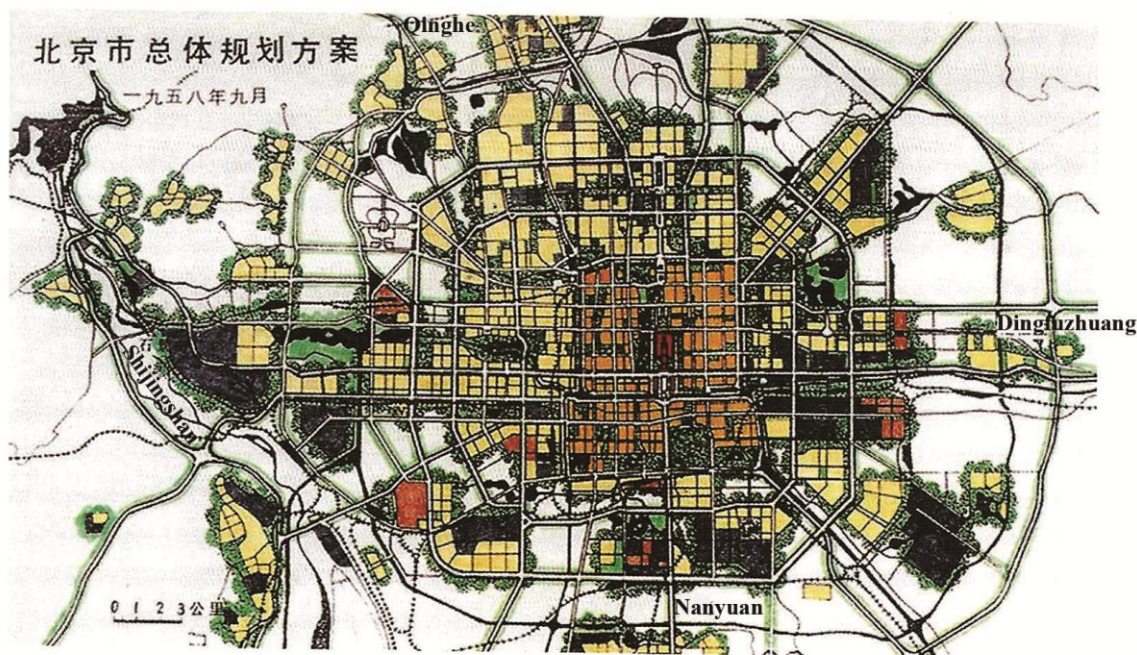 Qinghe
北京市总体规划方案
一九五八年九月
Dingfuzhuang
Shijingshan
Nanyuan
0 1 2 3公里